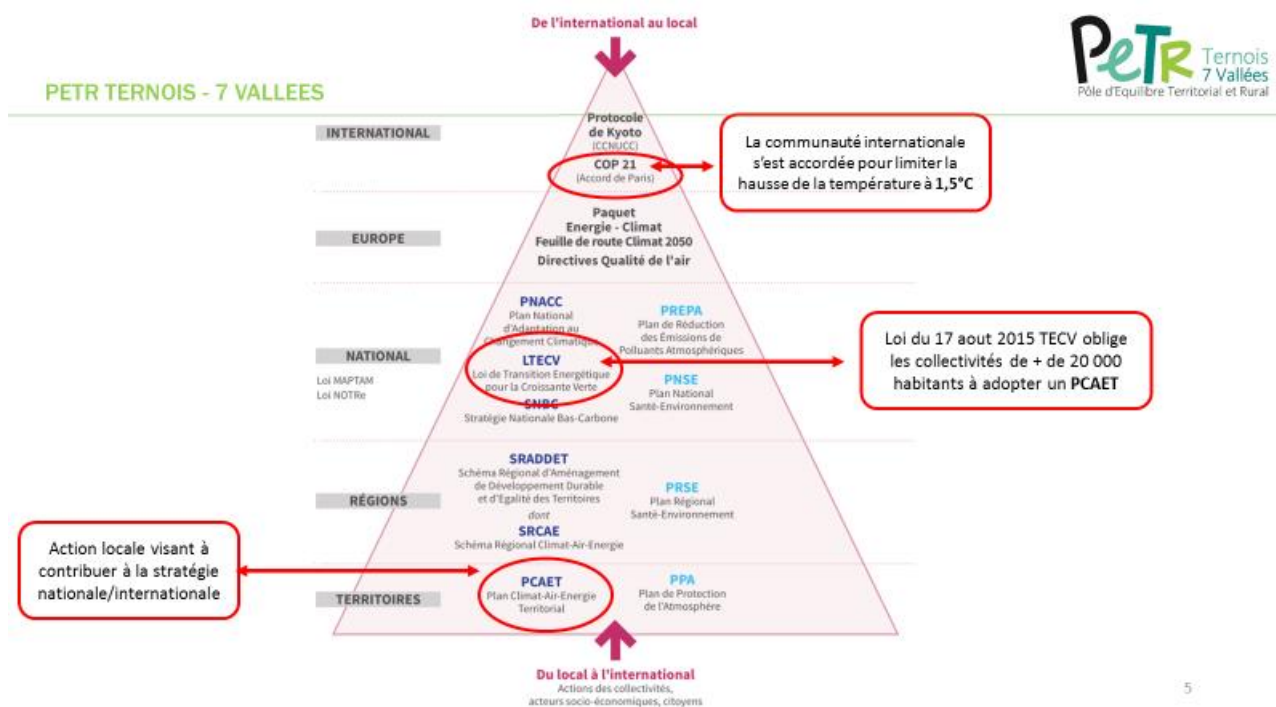 De l'international au local
PeTR Ternois
7 Vallées
Pôle d'Equilibre Territorial et Rural
PETR TERNOIS - 7 VALLEES
INTERNATIONAL
Protocole
de Kyoto
(CCNUCC)
COP 21
(Accord de Paris)
La communauté internationale
s'est accordée pour limiter la
hausse de la température à 1,5°C
EUROPE
Paquet
Energie - Climat
Feuille de route Climat 2050
Directives Qualité de l'air
NATIONAL
Loi MAPTAM
Loi NOTRe
PNACC
Plan National
d'Adaptation au
Changement Climatique
LTECV
Loi de Transition Energétique
pour la Croissante Verte
SNBC
Stratégie Nationale Bas-Carbone
PREPA
Plan de Réduction
des Émissions de
Polluants Atmosphériques
PNSE
Plan National
Santé-Environnement
Loi du 17 aout 2015 TECV oblige
les collectivités de + de 20 000
habitants à adopter un PCAET
RÉGIONS
SRADDET
Schéma Régional d'Aménagement
de Développement Durable
et d'Egalité des Territoires
dont
SRCAE
Schéma Régional Climat-Air-Energie
PRSE
Plan Régional
Santé-Environnement
Action locale visant à
contribuer à la stratégie
nationale/internationale
TERRITOIRES
PCAET
Plan Climat-Air-Energie
Territorial
PPA
Plan de Protection
de l'Atmosphère
Du local à l'international
Actions des collectivités,
acteurs socio-économiques, citoyens
5